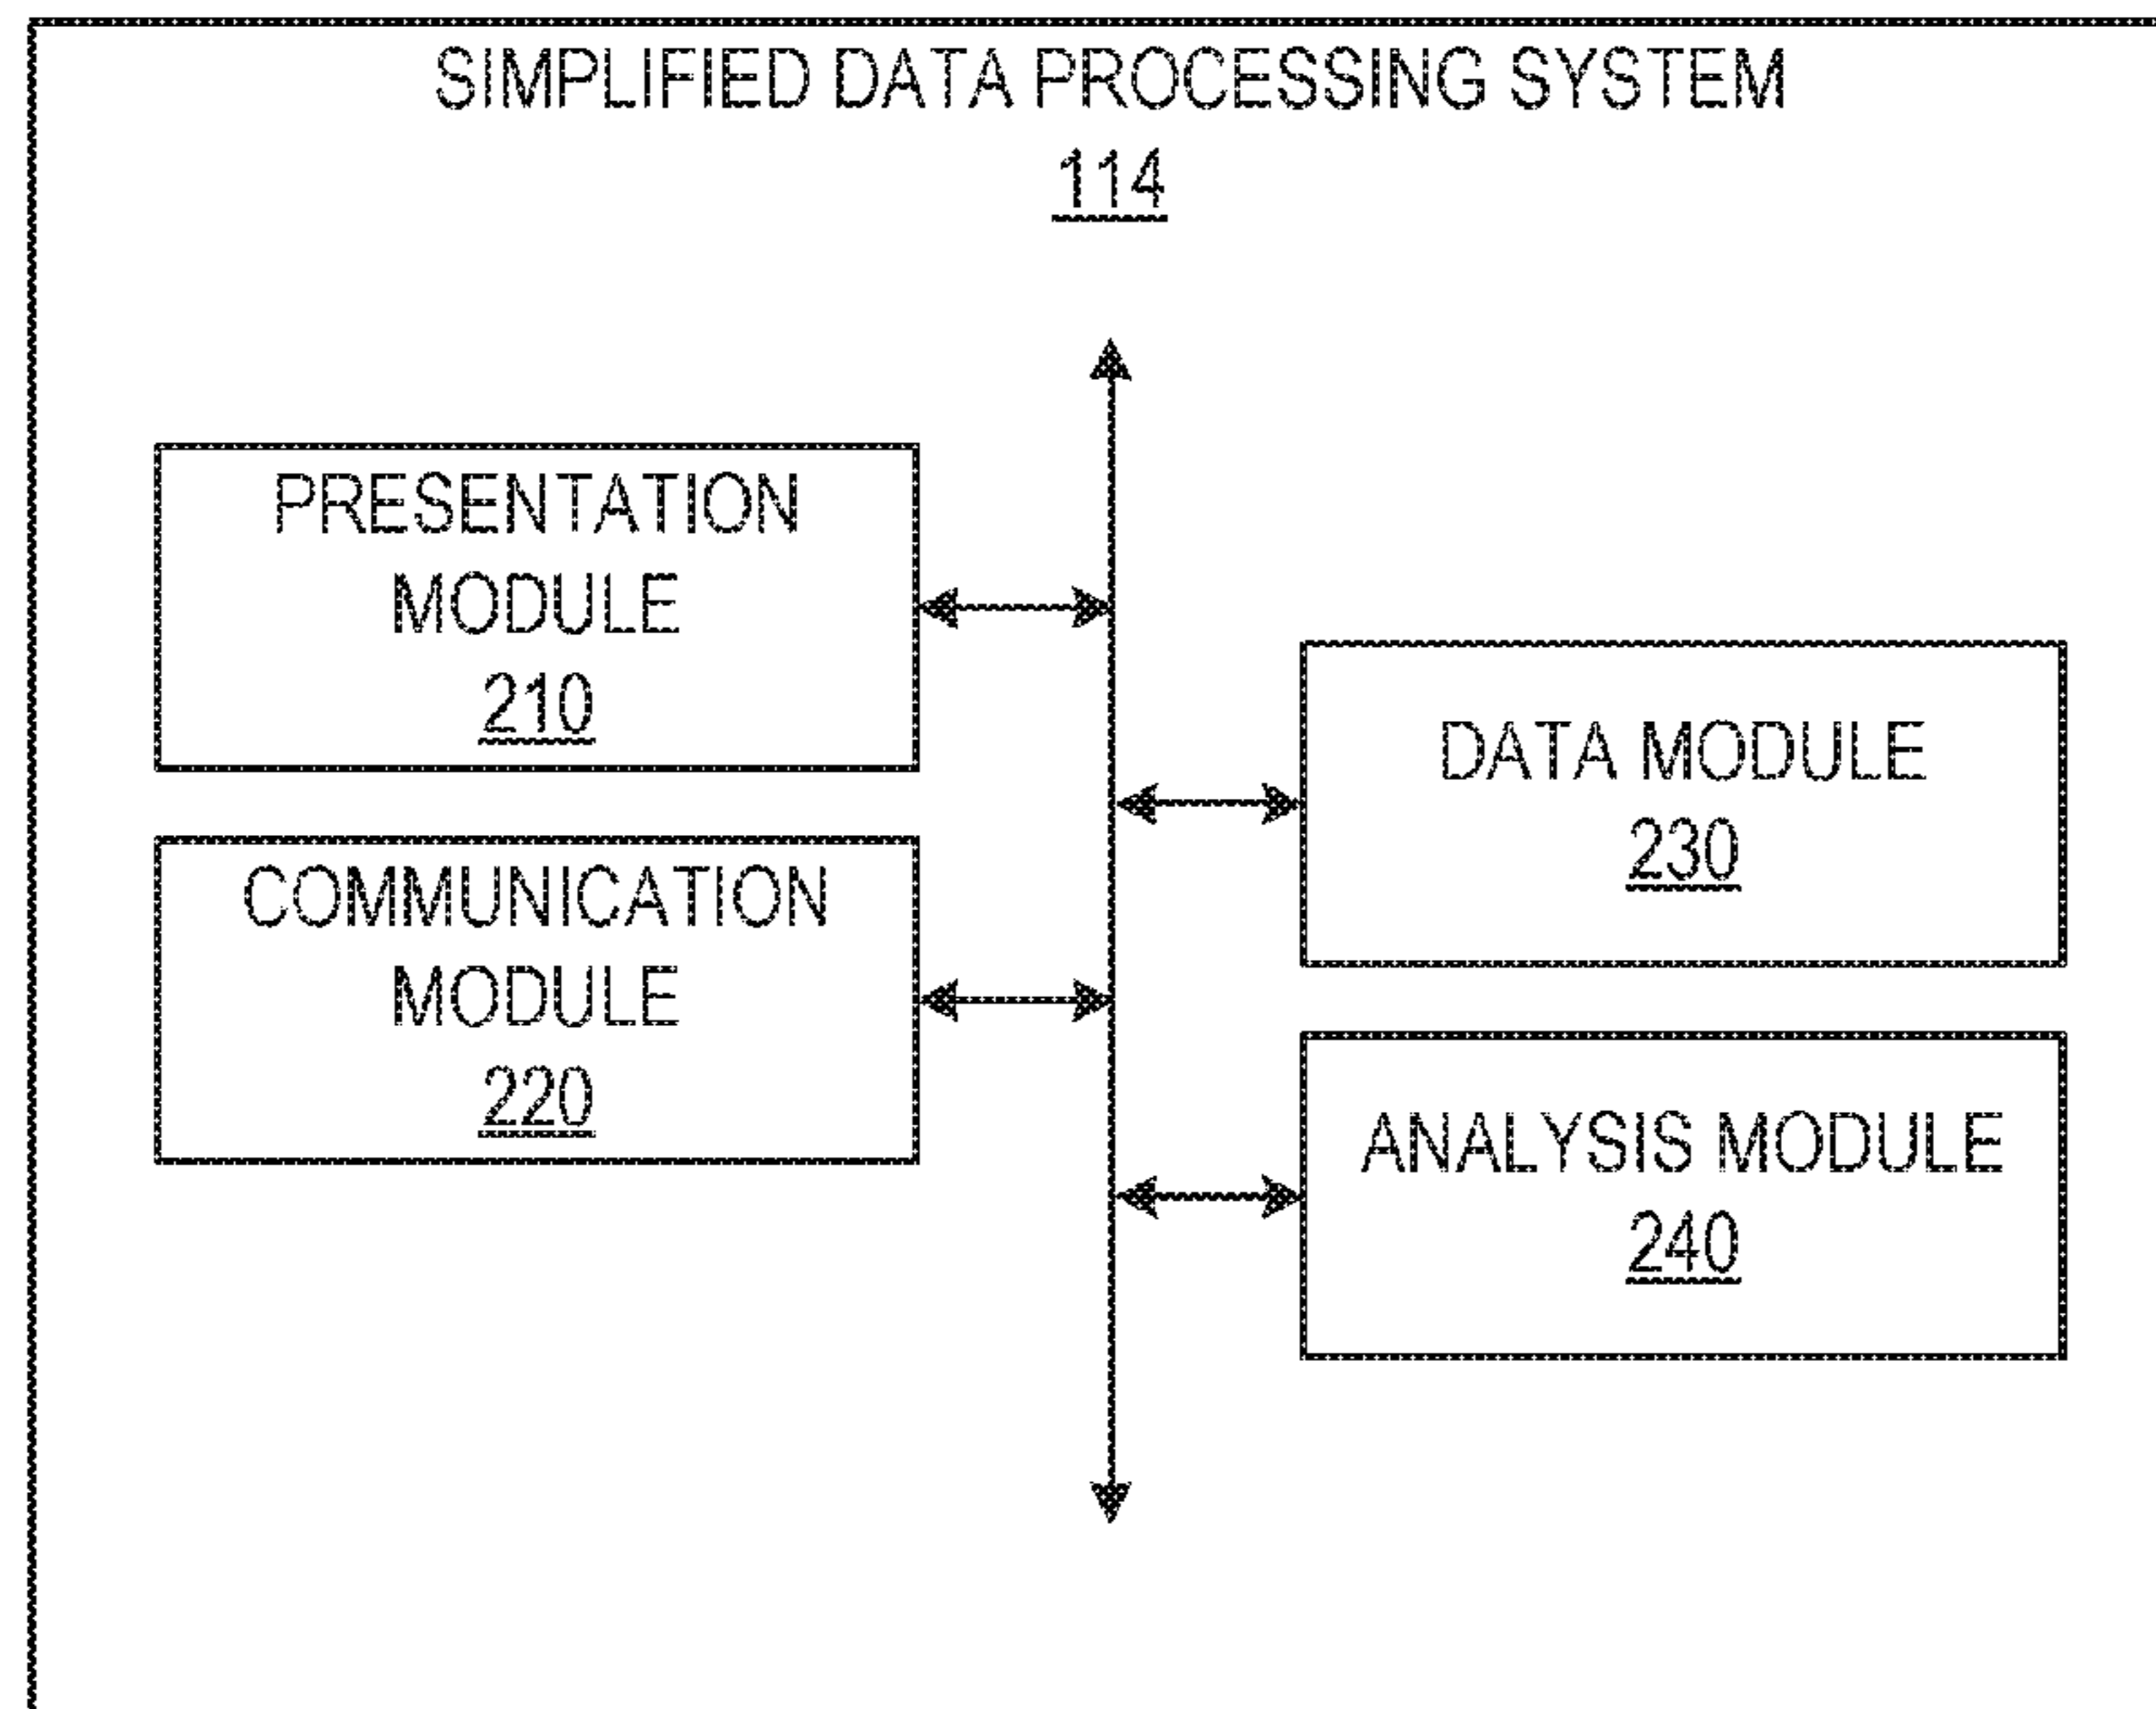 SIMPLIFIED DATA PROCESSING SYSTEM
114
PRESENTATION
MODULE
210
COMMUNICATION
MODULE
220
DATA MODULE
230
ANALYSIS MODULE
240